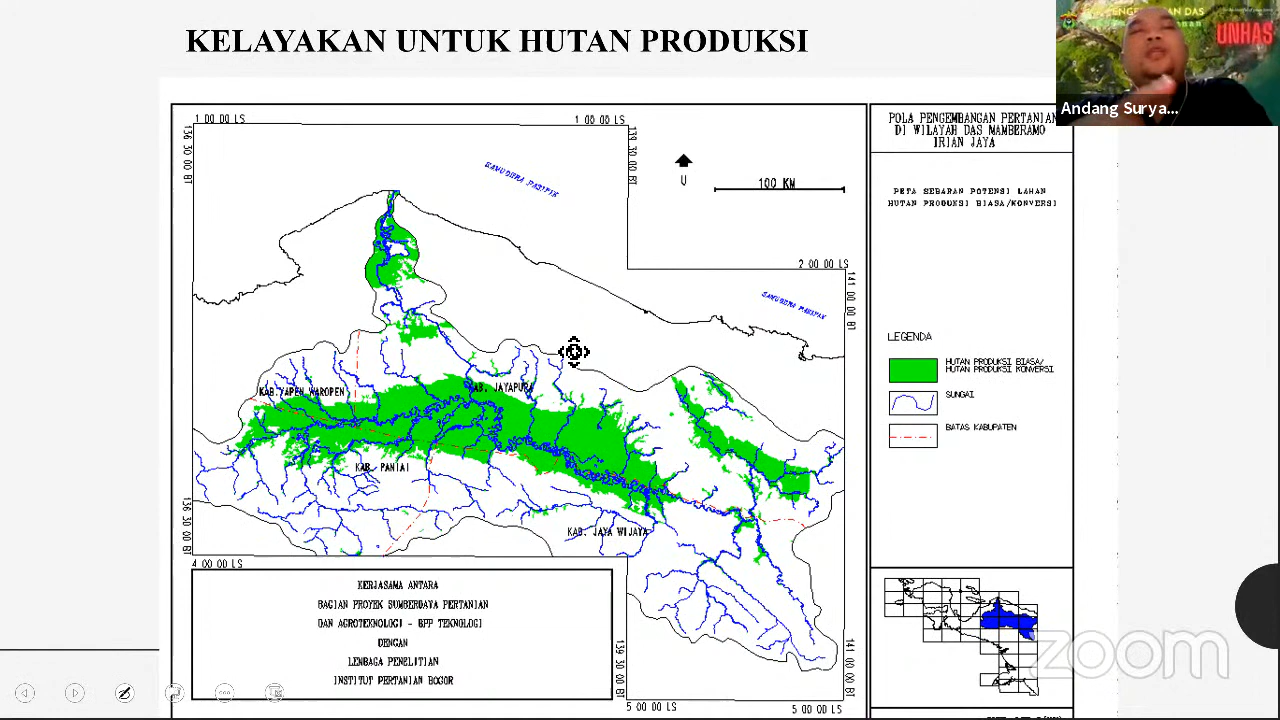 KELAYAKAN UNTUK HUTAN PRODUKSI
UNHAS
Andang Surya...
1 00 00 LS
1 00 00 LS
136 30 00 BT
139 30 00 BT
SAMUDERA PASIFIK
U
100 KM
2 00 00 LS
141 00 00 BT
SAMUDERA PASIFIK
KAB. YAPEN WAROPEN
KAB. JAYAPURA
KAB. PANIAI
KAB. JAYA WIJAYA
136 30 00 BT
4 00 00 LS
139 30 00 BT
141 00 00 BT
5 00 00 LS
5 00 00 LS
POLA PENGEMBANGAN PERTANIAN
DI WILAYAH DAS MAMBERAMO
IRIAN JAYA
PETA SEBARAN POTENSI LAHAN
HUTAN PRODUKSI BIASA/KONVERSI
LEGENDA
HUTAN PRODUKSI BIASA/
HUTAN PRODUKSI KONVERSI
SUNGAI
BATAS KABUPATEN
KERJASAMA ANTARA
BAGIAN PROYEK SUMBERDAYA PERTANIAN
DAN AGROTEKNOLOGI - BPP TEKNOLOGI
DENGAN
LEMBAGA PENELITIAN
INSTITUT PERTANIAN BOGOR
zoom